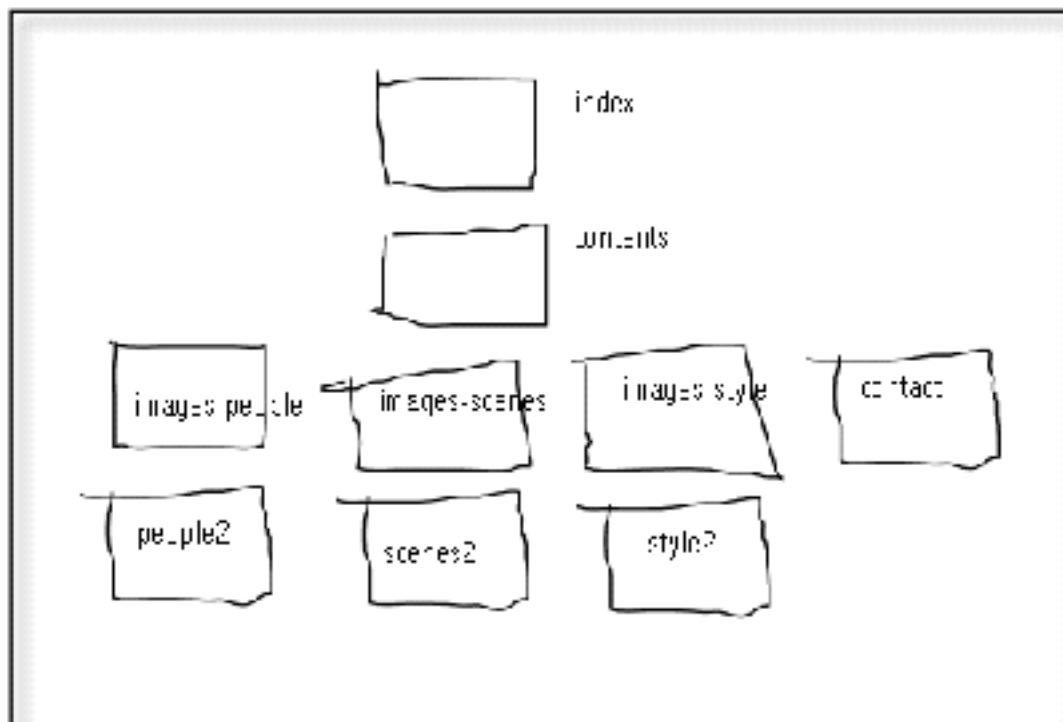 index
contents
images-people images-scenes images-style contact
people2 scenes2 style2